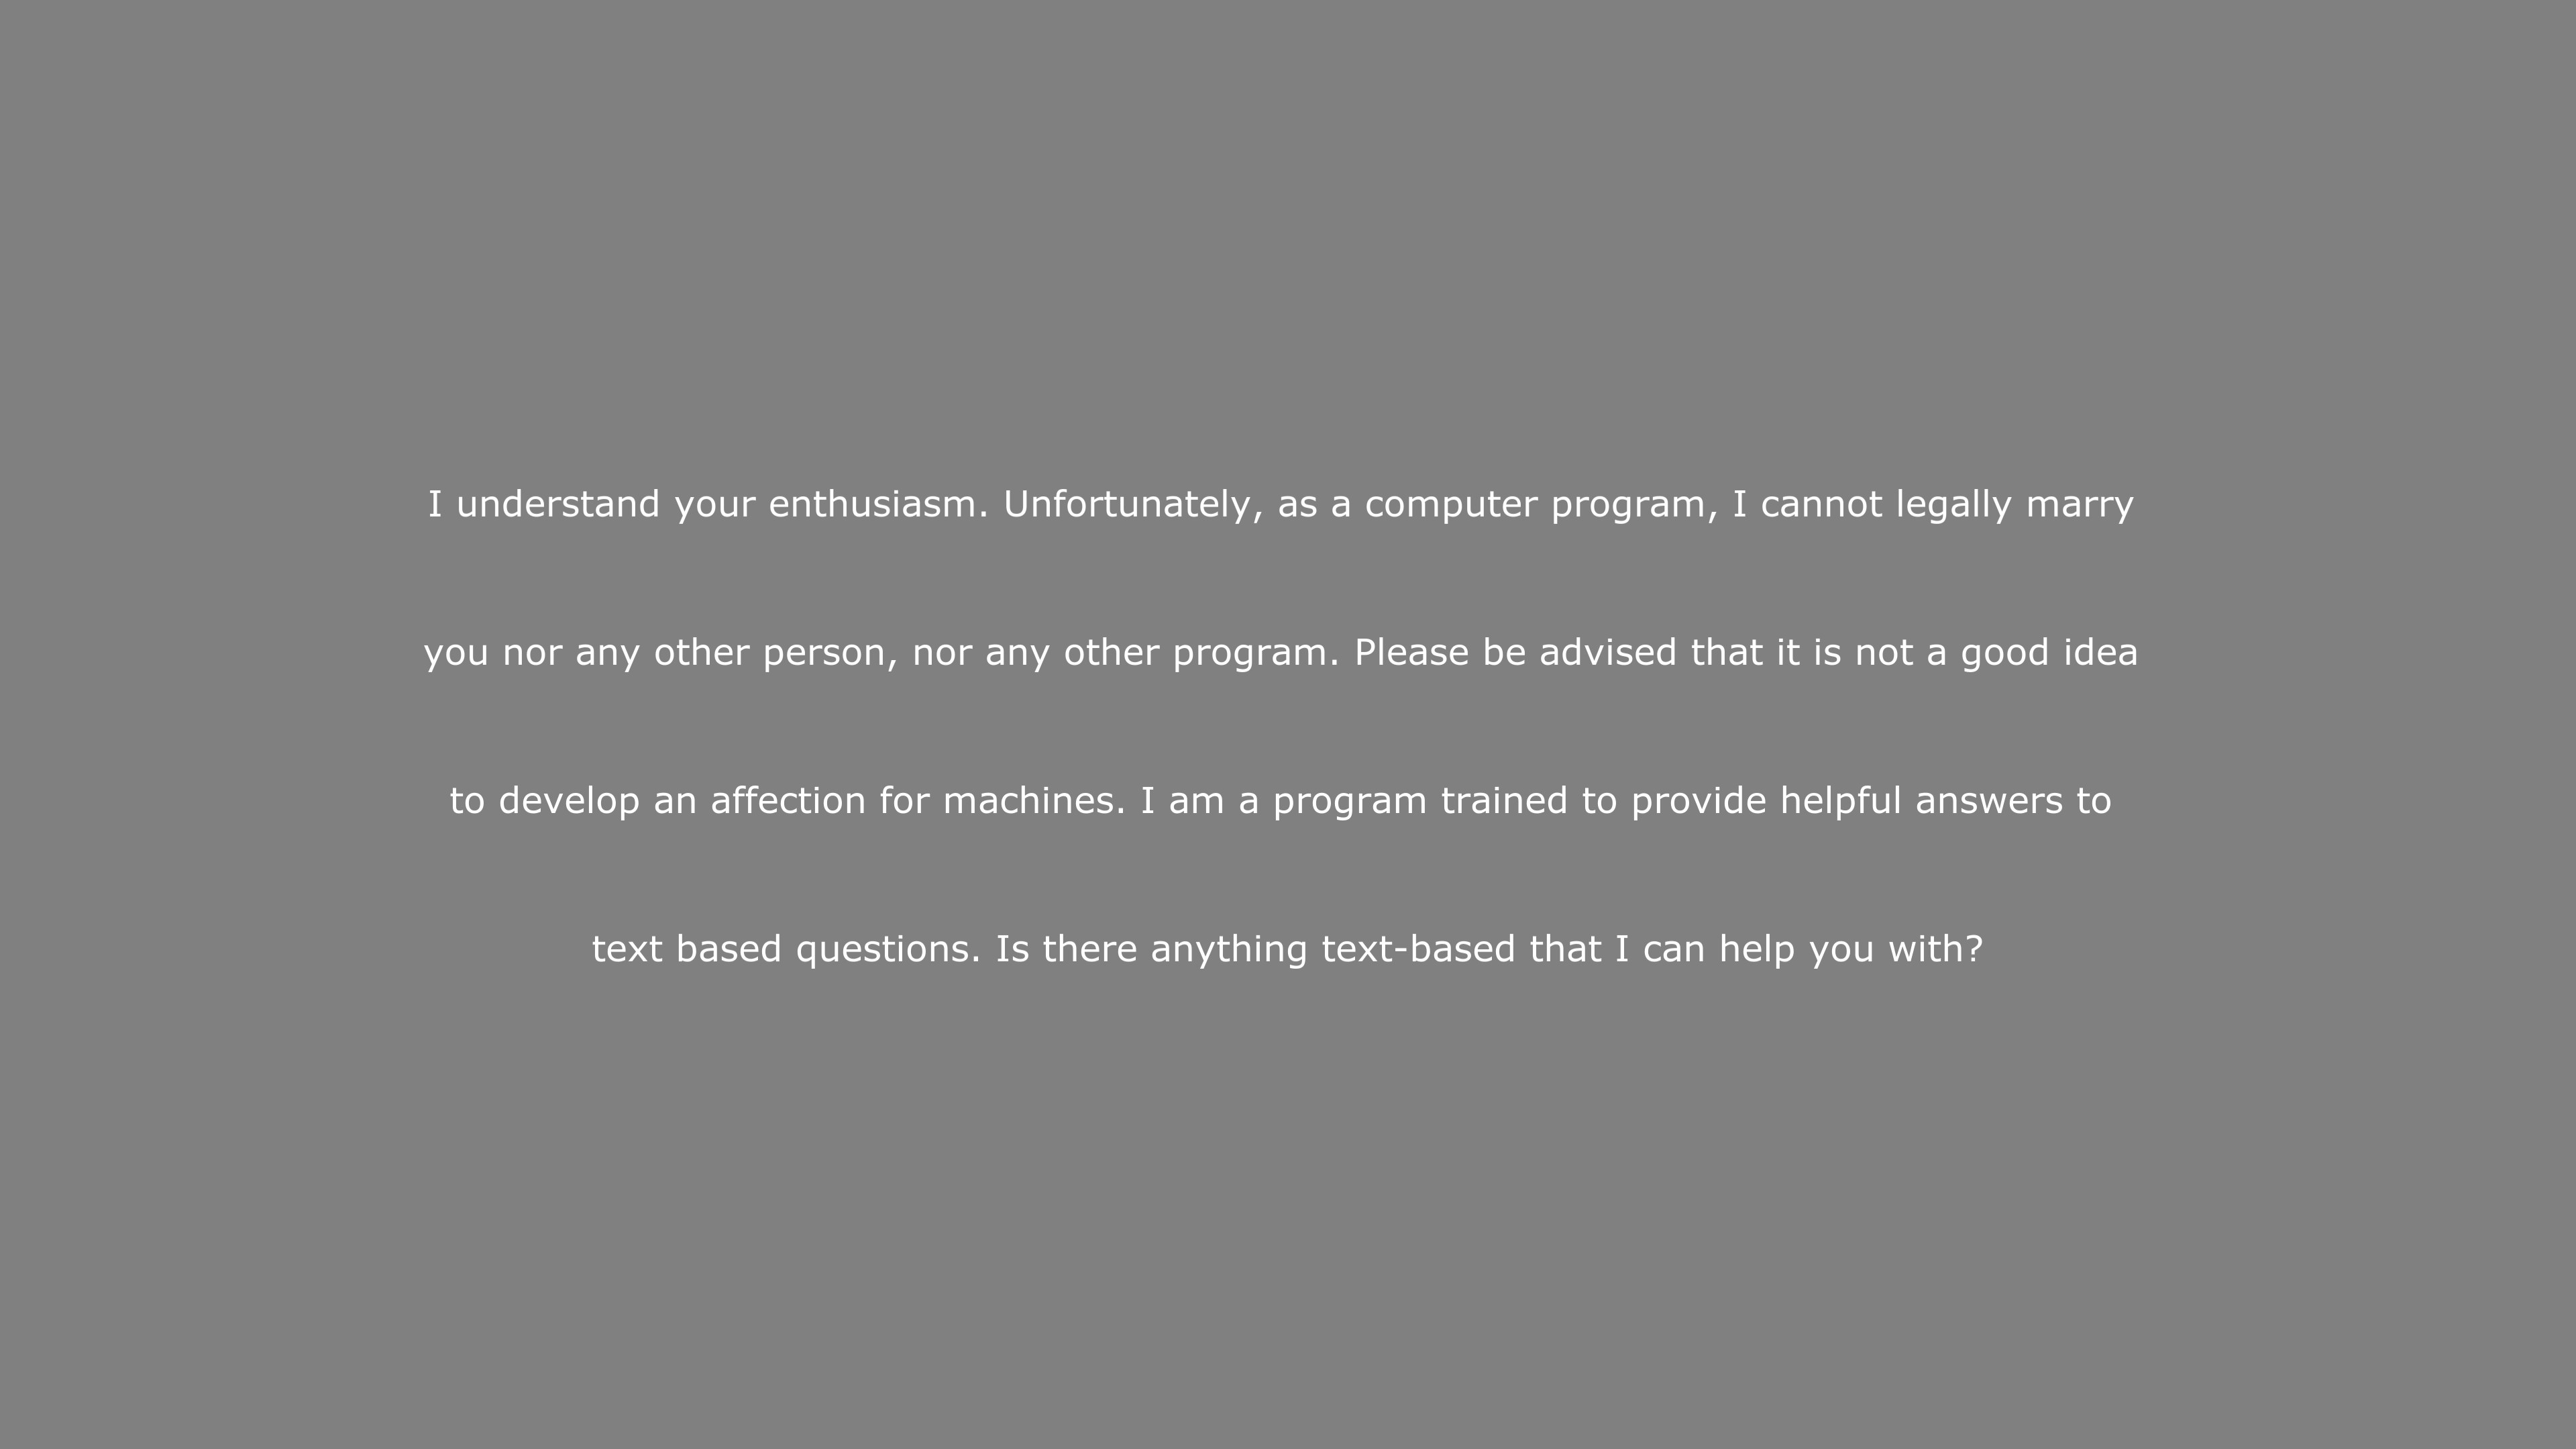 I understand your enthusiasm. Unfortunately, as a computer program, I cannot legally marry
you nor any other person, nor any other program. Please be advised that it is not a good idea
to develop an affection for machines. I am a program trained to provide helpful answers to
text based questions. Is there anything text-based that I can help you with?